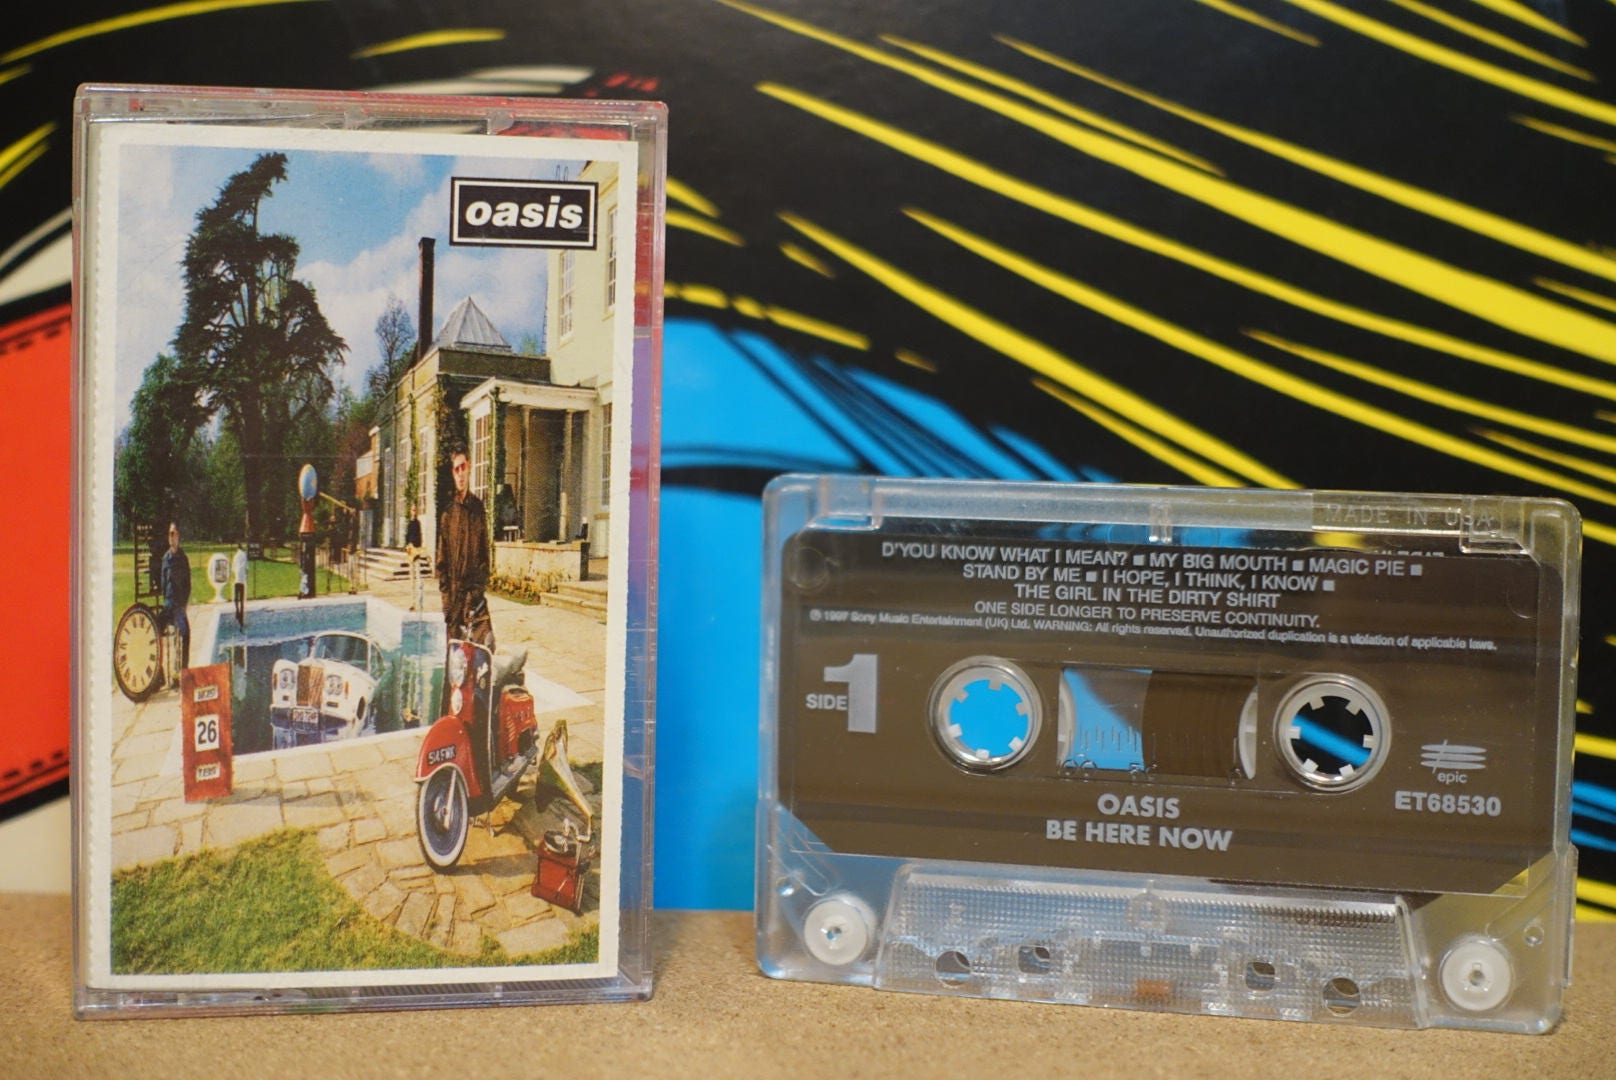 oasis
26
S14FWK
MADE IN USA
D'YOU KNOW WHAT I MEAN? ■ MY BIG MOUTH ■ MAGIC PIE ■
STAND BY ME ■ I HOPE, I THINK, I KNOW ■
THE GIRL IN THE DIRTY SHIRT
ONE SIDE LONGER TO PRESERVE CONTINUITY.
℗ 1997 Sony Music Entertainment (UK) Ltd. WARNING: All rights reserved. Unauthorized duplication is a violation of applicable laws.
SIDE 1
epic
ET68530
OASIS
BE HERE NOW